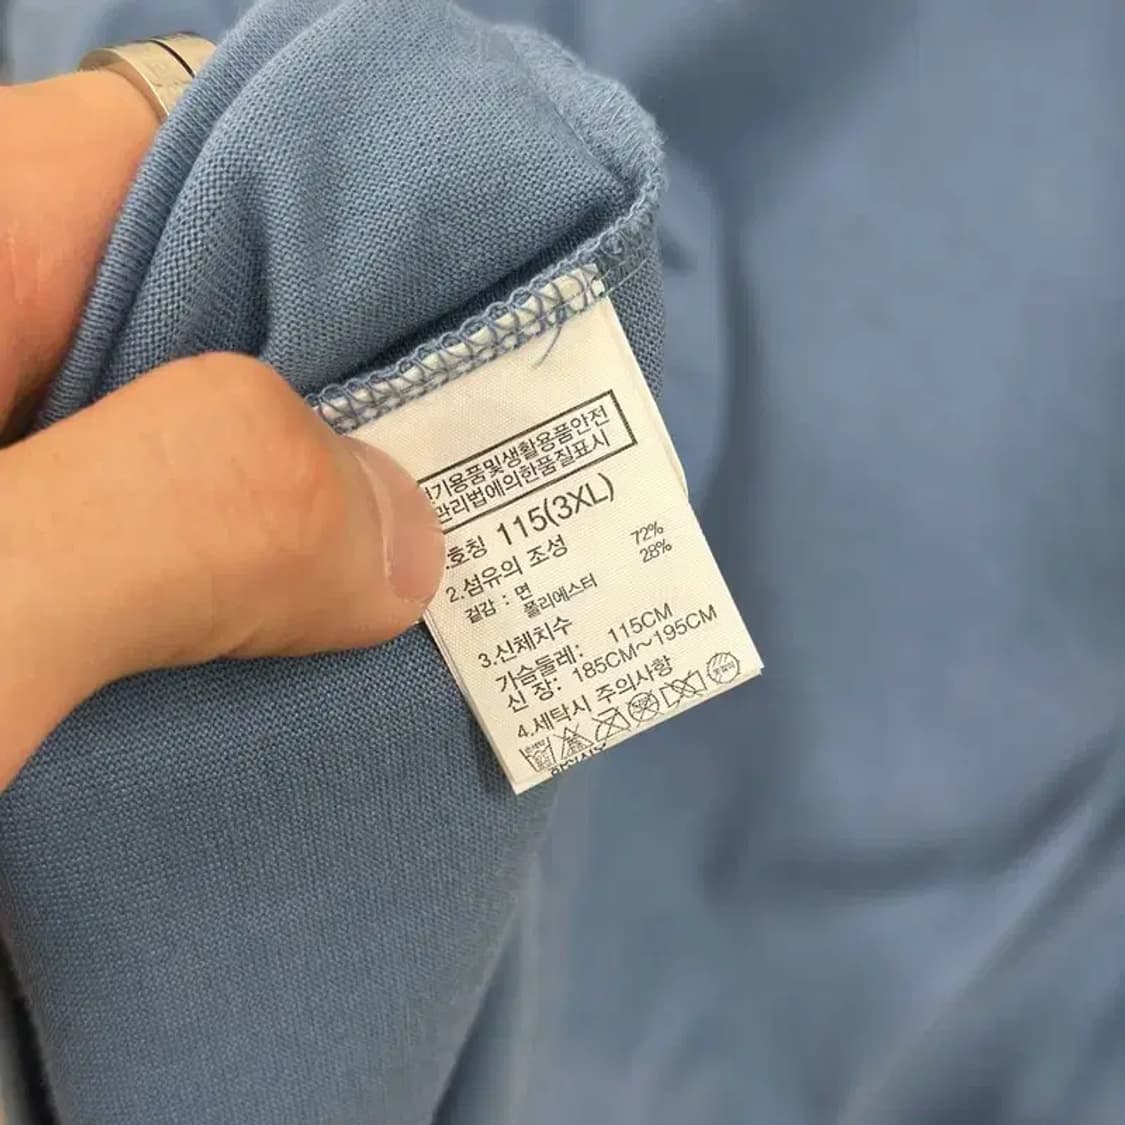 기용품및생활용품안전
관리법에의한품질표시
.호칭 115(3XL)
2.섬유의 조성
겉감 : 면 72%
폴리에스터 28%
3.신체치수
가슴둘레: 115CM
신 장: 185CM~195CM
4.세탁시 주의사항